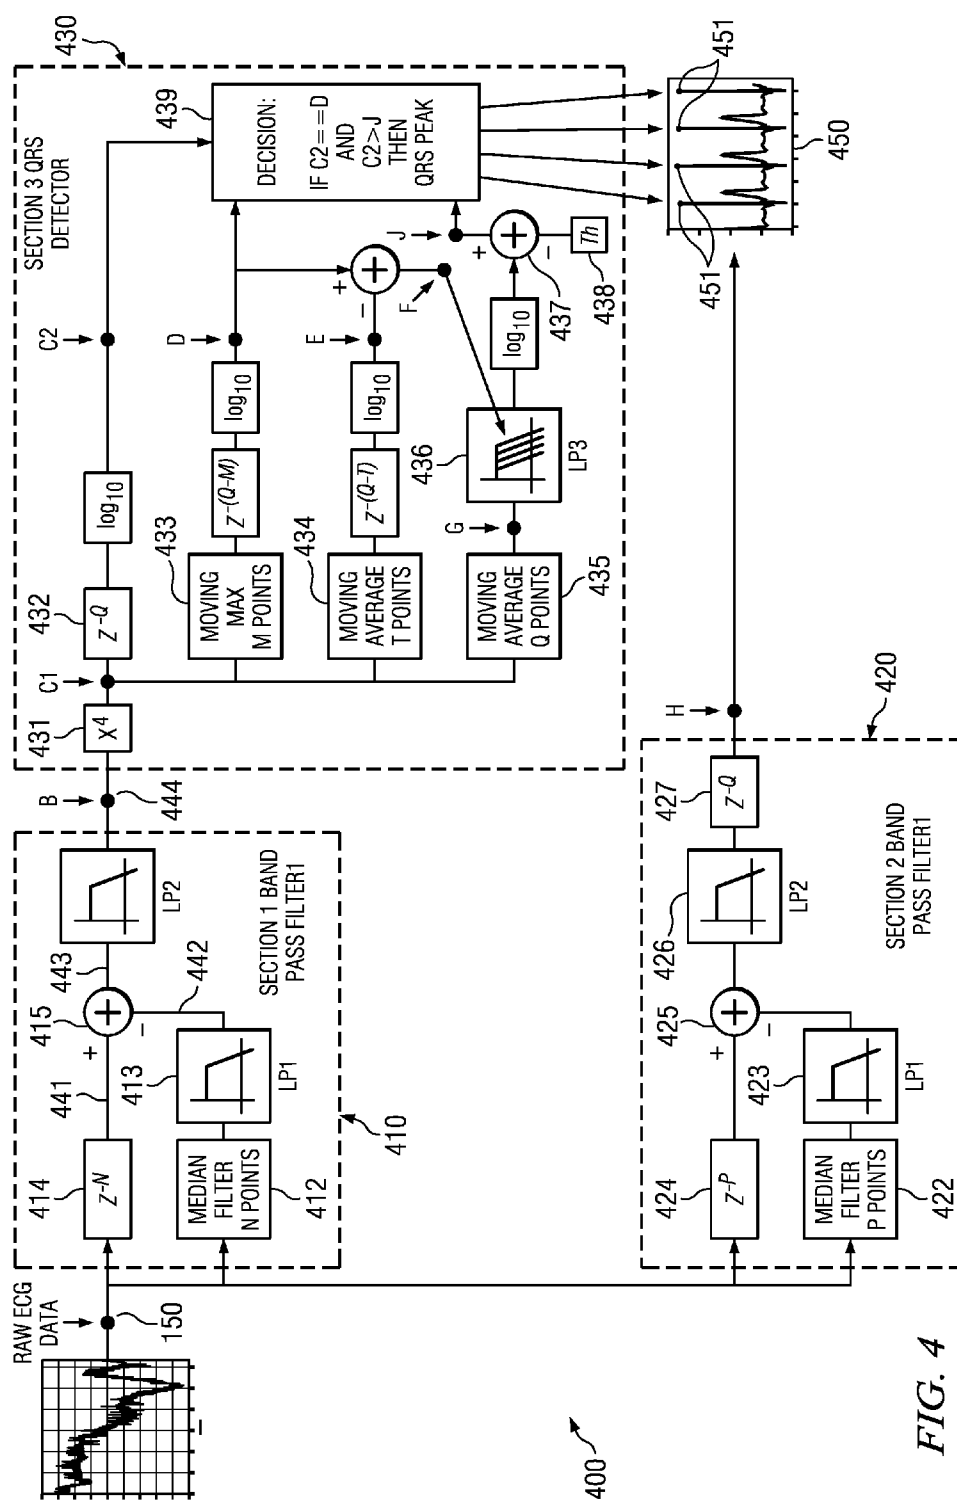 RAW ECG
DATA
150
414
Z-N
441
+
415
−
443
442
LP2
MEDIAN
FILTER
N POINTS
412
413
LP1
SECTION 1 BAND
PASS FILTER1
410
B
444
SECTION 3 QRS
DETECTOR
430
431
X4
C1
432
Z-Q
log10
C2
MOVING
MAX
M POINTS
433
Z-(Q-M)
log10
D
MOVING
AVERAGE
T POINTS
434
Z-(Q-T)
log10
E
+
−
F
MOVING
AVERAGE
Q POINTS
435
G
436
LP3
log10
+
−
437
Th
438
J
439
DECISION:
IF C2==D
AND
C2>J
THEN
QRS PEAK
451
451
450
424
Z-P
+
425
−
426
LP2
427
Z-Q
H
MEDIAN
FILTER
P POINTS
422
423
LP1
SECTION 2 BAND
PASS FILTER1
420
400
FIG. 4